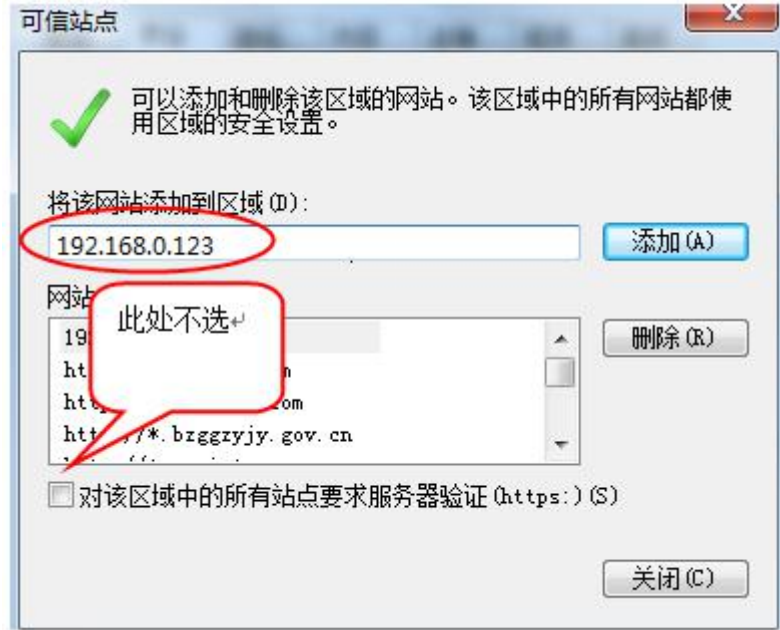 可信站点
可以添加和删除该区域的网站。该区域中的所有网站都使
用区域的安全设置。
将该网站添加到区域(D):
192.168.0.123
添加(A)
网站
此处不选
19
删除(R)
ht
htt om
htt //*.bzggzyjy.gov.cn
对该区域中的所有站点要求服务器验证(https:)(S)
关闭(C)